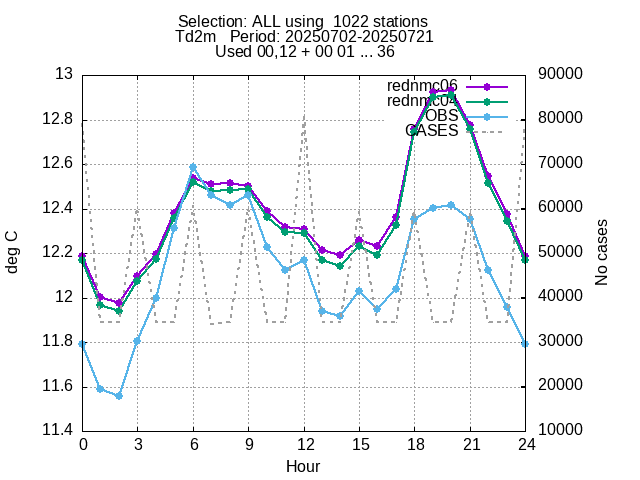 Selection: ALL using  1022 stations
Td2m   Period: 20250702-20250721
Used 00,12 + 00 01 ... 36
13
12.8
12.6
12.4
12.2
12
11.8
11.6
11.4
90000
80000
70000
60000
50000
40000
30000
20000
10000
rednmc06
rednmc04
OBS
CASES
deg C
No cases
0 3 6 9 12 15 18 21 24
Hour